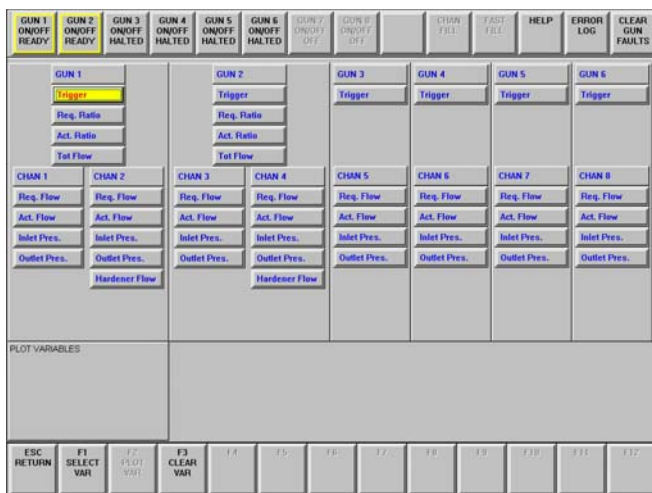 GUN 1 ON/OFF READY
GUN 2 ON/OFF READY
GUN 3 ON/OFF HALTED
GUN 4 ON/OFF HALTED
GUN 5 ON/OFF HALTED
GUN 6 ON/OFF HALTED
GUN 7 ON/OFF OFF
GUN 8 ON/OFF OFF
CHAN FILL
FAST FILL
HELP
ERROR LOG
CLEAR GUN FAULTS
GUN 1
Trigger
Req. Ratio
Act. Ratio
Tot Flow
GUN 2
Trigger
Req. Ratio
Act. Ratio
Tot Flow
GUN 3
Trigger
GUN 4
Trigger
GUN 5
Trigger
GUN 6
Trigger
CHAN 1
Req. Flow
Act. Flow
Inlet Pres.
Outlet Pres.
CHAN 2
Req. Flow
Act. Flow
Inlet Pres.
Outlet Pres.
Hardener Flow
CHAN 3
Req. Flow
Act. Flow
Inlet Pres.
Outlet Pres.
CHAN 4
Req. Flow
Act. Flow
Inlet Pres.
Outlet Pres.
Hardener Flow
CHAN 5
Req. Flow
Act. Flow
Inlet Pres.
Outlet Pres.
CHAN 6
Req. Flow
Act. Flow
Inlet Pres.
Outlet Pres.
CHAN 7
Req. Flow
Act. Flow
Inlet Pres.
Outlet Pres.
CHAN 8
Req. Flow
Act. Flow
Inlet Pres.
Outlet Pres.
PLOT VARIABLES
ESC RETURN
F1 SELECT VAR
F2 PLOT VAR
F3 CLEAR VAR
F4
F5
F6
F7
F8
F9
F10
F11
F12